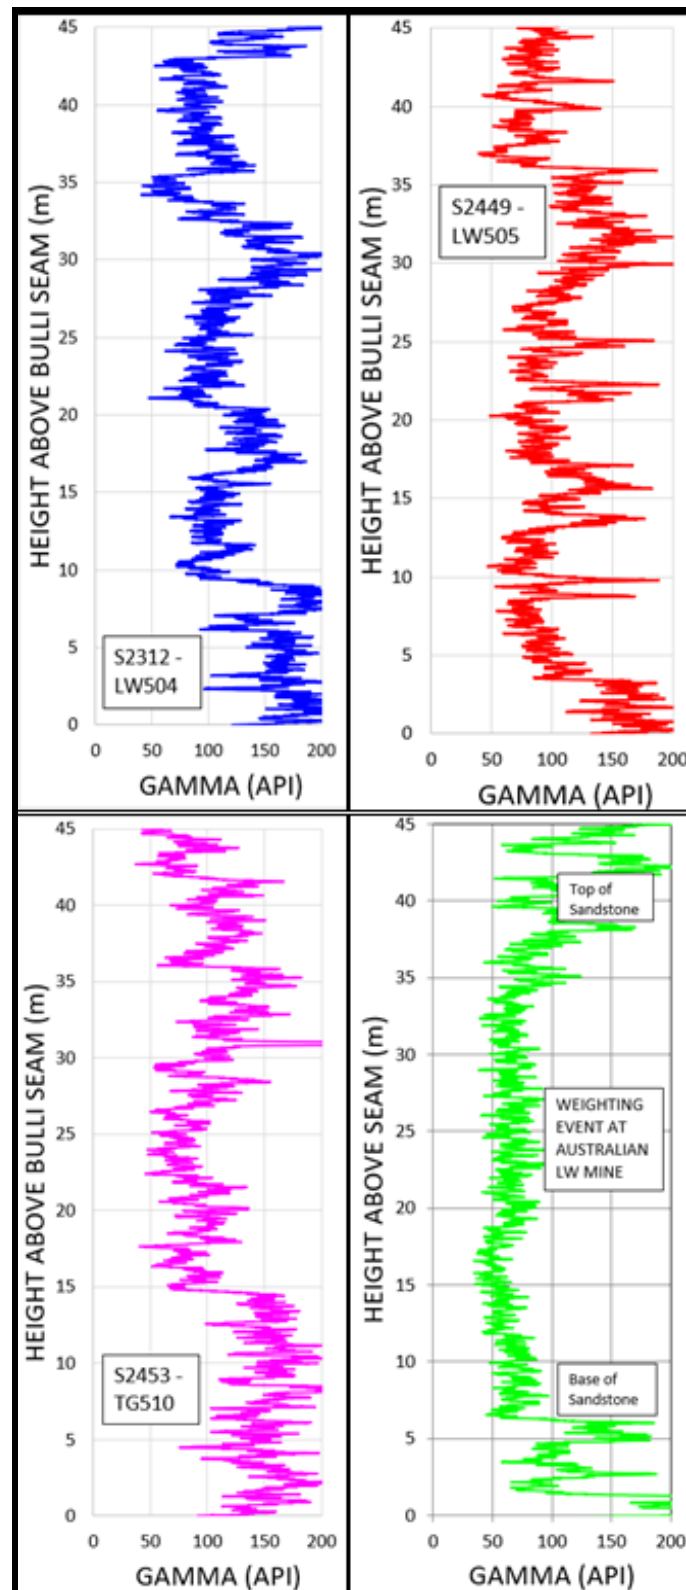 HEIGHT ABOVE BULLI SEAM (m)
45
40
35
30
25
20
15
10
5
0
S2312 -
LW504
0 50 100 150 200
GAMMA (API)
HEIGHT ABOVE BULLI SEAM (m)
45
40
35
30
25
20
15
10
5
0
S2449 -
LW505
0 50 100 150 200
GAMMA (API)
HEIGHT ABOVE BULLI SEAM (m)
45
40
35
30
25
20
15
10
5
0
S2453 -
TG510
0 50 100 150 200
GAMMA (API)
HEIGHT ABOVE SEAM (m)
45
40
35
30
25
20
15
10
5
0
Top of
Sandstone
WEIGHTING
EVENT AT
AUSTRALIAN
LW MINE
Base of
Sandstone
0 50 100 150 200
GAMMA (API)